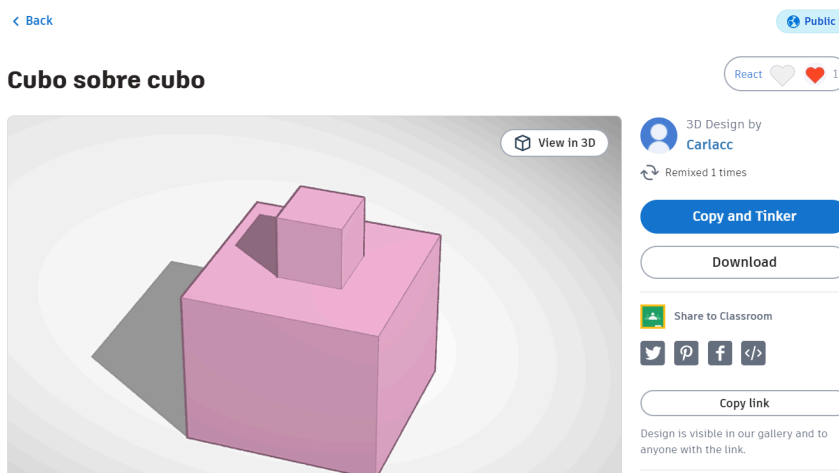 Back
Public
Cubo sobre cubo
React 1
View in 3D
3D Design by
Carlacc
Remixed 1 times
Copy and Tinker
Download
Share to Classroom
Copy link
Design is visible in our gallery and to
anyone with the link.